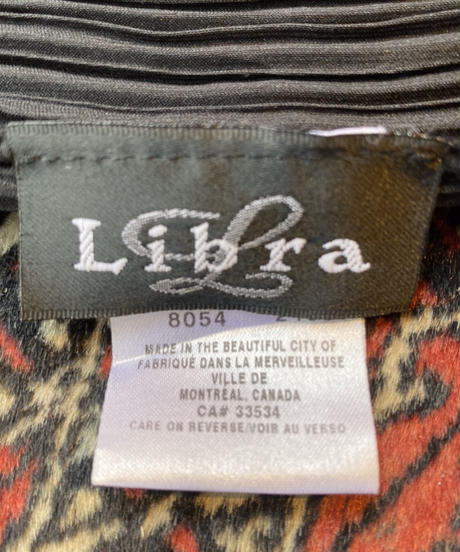 Libra
8054
MADE IN THE BEAUTIFUL CITY OF
FABRIQUÉ DANS LA MERVEILLEUSE
VILLE DE
MONTRÉAL, CANADA
CA# 33534
CARE ON REVERSE/VOIR AU VERSO